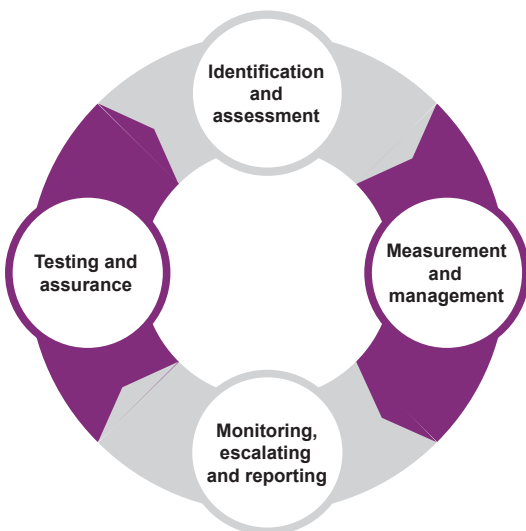 Identification
and
assessment
Measurement
and
management
Monitoring,
escalating
and reporting
Testing and
assurance